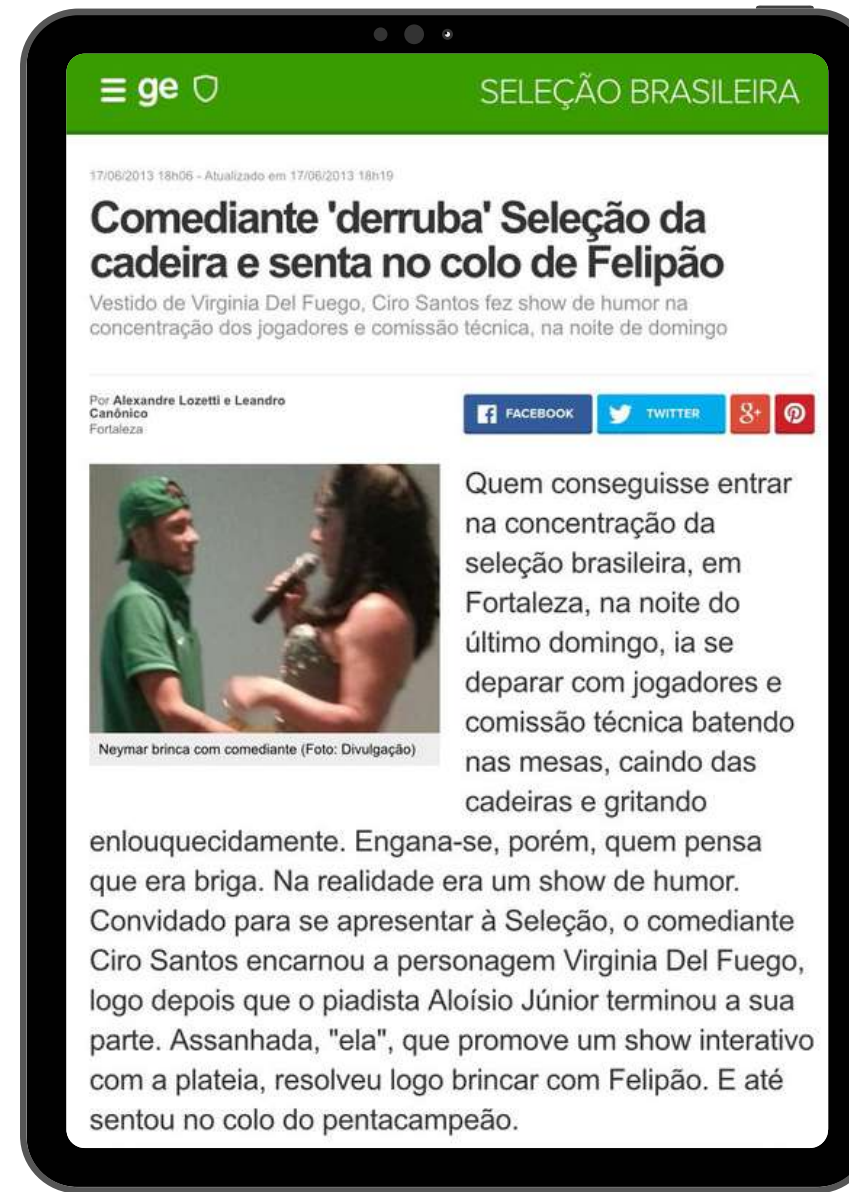 ge
SELEÇÃO BRASILEIRA
17/06/2013 18h06 - Atualizado em 17/06/2013 18h19
Comediante 'derruba' Seleção da
cadeira e senta no colo de Felipão
Vestido de Virginia Del Fuego, Ciro Santos fez show de humor na
concentração dos jogadores e comissão técnica, na noite de domingo
Por Alexandre Lozetti e Leandro
Canônico
Fortaleza
FACEBOOK
TWITTER
g+
Neymar brinca com comediante (Foto: Divulgação)
Quem conseguisse entrar
na concentração da
seleção brasileira, em
Fortaleza, na noite do
último domingo, ia se
deparar com jogadores e
comissão técnica batendo
nas mesas, caindo das
cadeiras e gritando
enlouquecidamente. Engana-se, porém, quem pensa
que era briga. Na realidade era um show de humor.
Convidado para se apresentar à Seleção, o comediante
Ciro Santos encarnou a personagem Virginia Del Fuego,
logo depois que o piadista Aloísio Júnior terminou a sua
parte. Assanhada, "ela", que promove um show interativo
com a plateia, resolveu logo brincar com Felipão. E até
sentou no colo do pentacampeão.